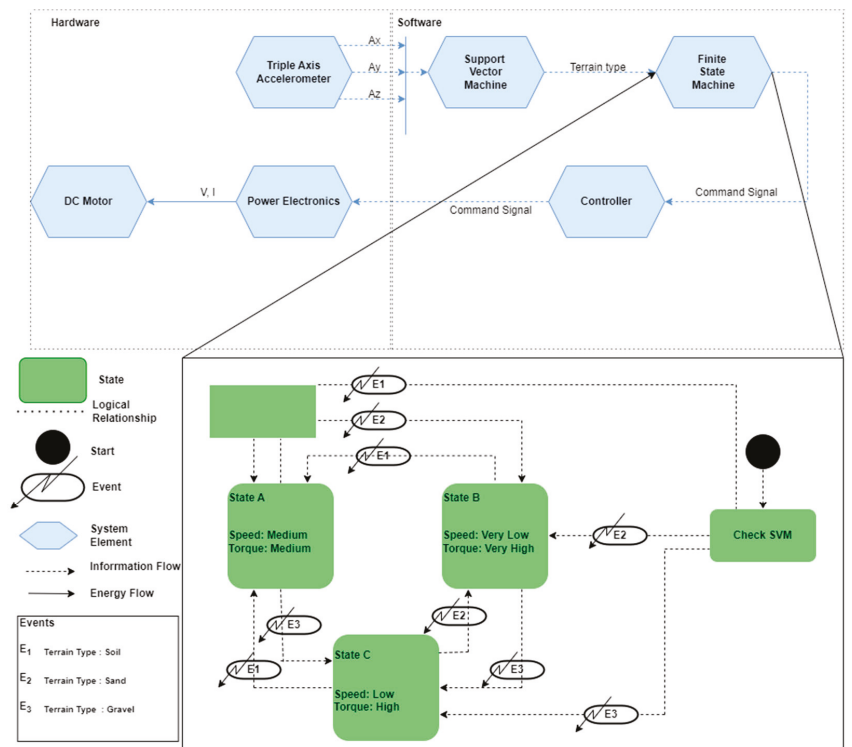 Hardware
Software
Triple Axis
Accelerometer
Ax
Ay
Az
Support
Vector
Machine
Terrain type
Finite
State
Machine
DC Motor
V, I
Power Electronics
Command Signal
Controller
Command Signal
State
Logical
Relationship
Start
Event
System
Element
Information Flow
Energy Flow
Events
E1 Terrain Type : Soil
E2 Terrain Type : Sand
E3 Terrain Type : Gravel
E1
E2
E1
State A
Speed: Medium
Torque: Medium
State B
Speed: Very Low
Torque: Very High
E2
Check SVM
E3
E2
E1
State C
Speed: Low
Torque: High
E3
E3